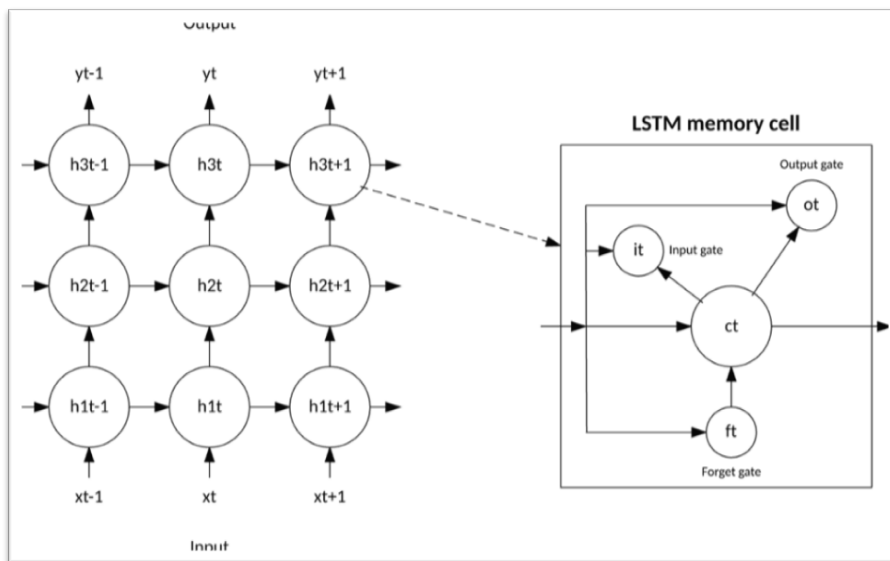 Output
yt-1 yt yt+1
h3t-1 h3t h3t+1
h2t-1 h2t h2t+1
h1t-1 h1t h1t+1
xt-1 xt xt+1
Input
LSTM memory cell
Output gate
ot
it Input gate
ct
ft
Forget gate